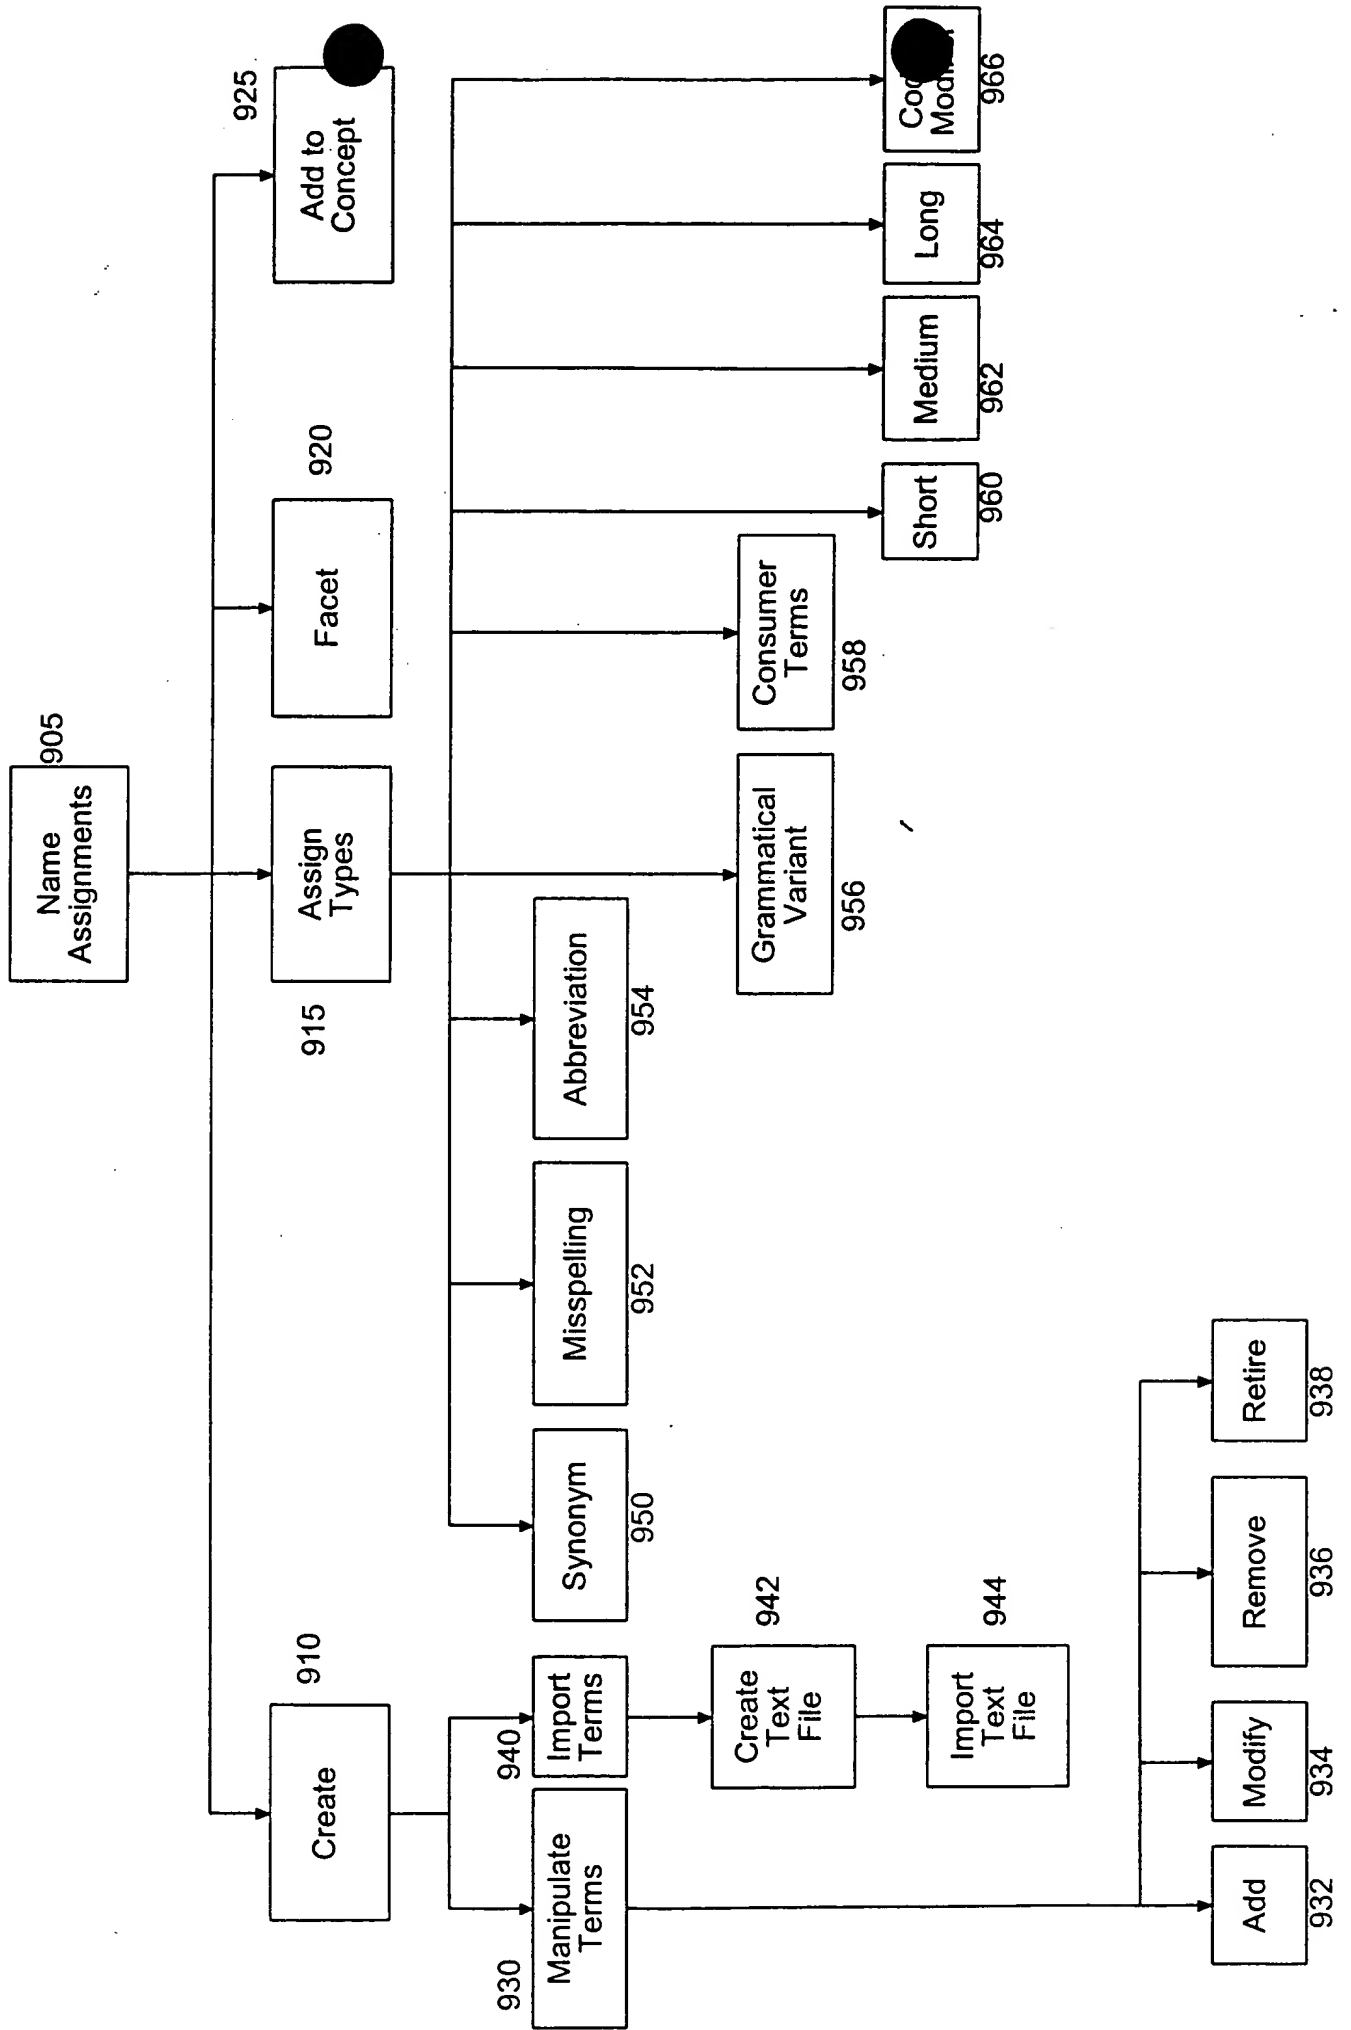 905
Name
Assignments
910
Create
915
Assign
Types
920
Facet
925
Add to
Concept
930
Manipulate
Terms
940
Import
Terms
Synonym
950
Misspelling
952
Abbreviation
954
942
Create
Text
File
944
Import
Text
File
Grammatical
Variant
956
Consumer
Terms
958
Short
960
Medium
962
Long
964
966
Add
932
Modify
934
Remove
936
Retire
938